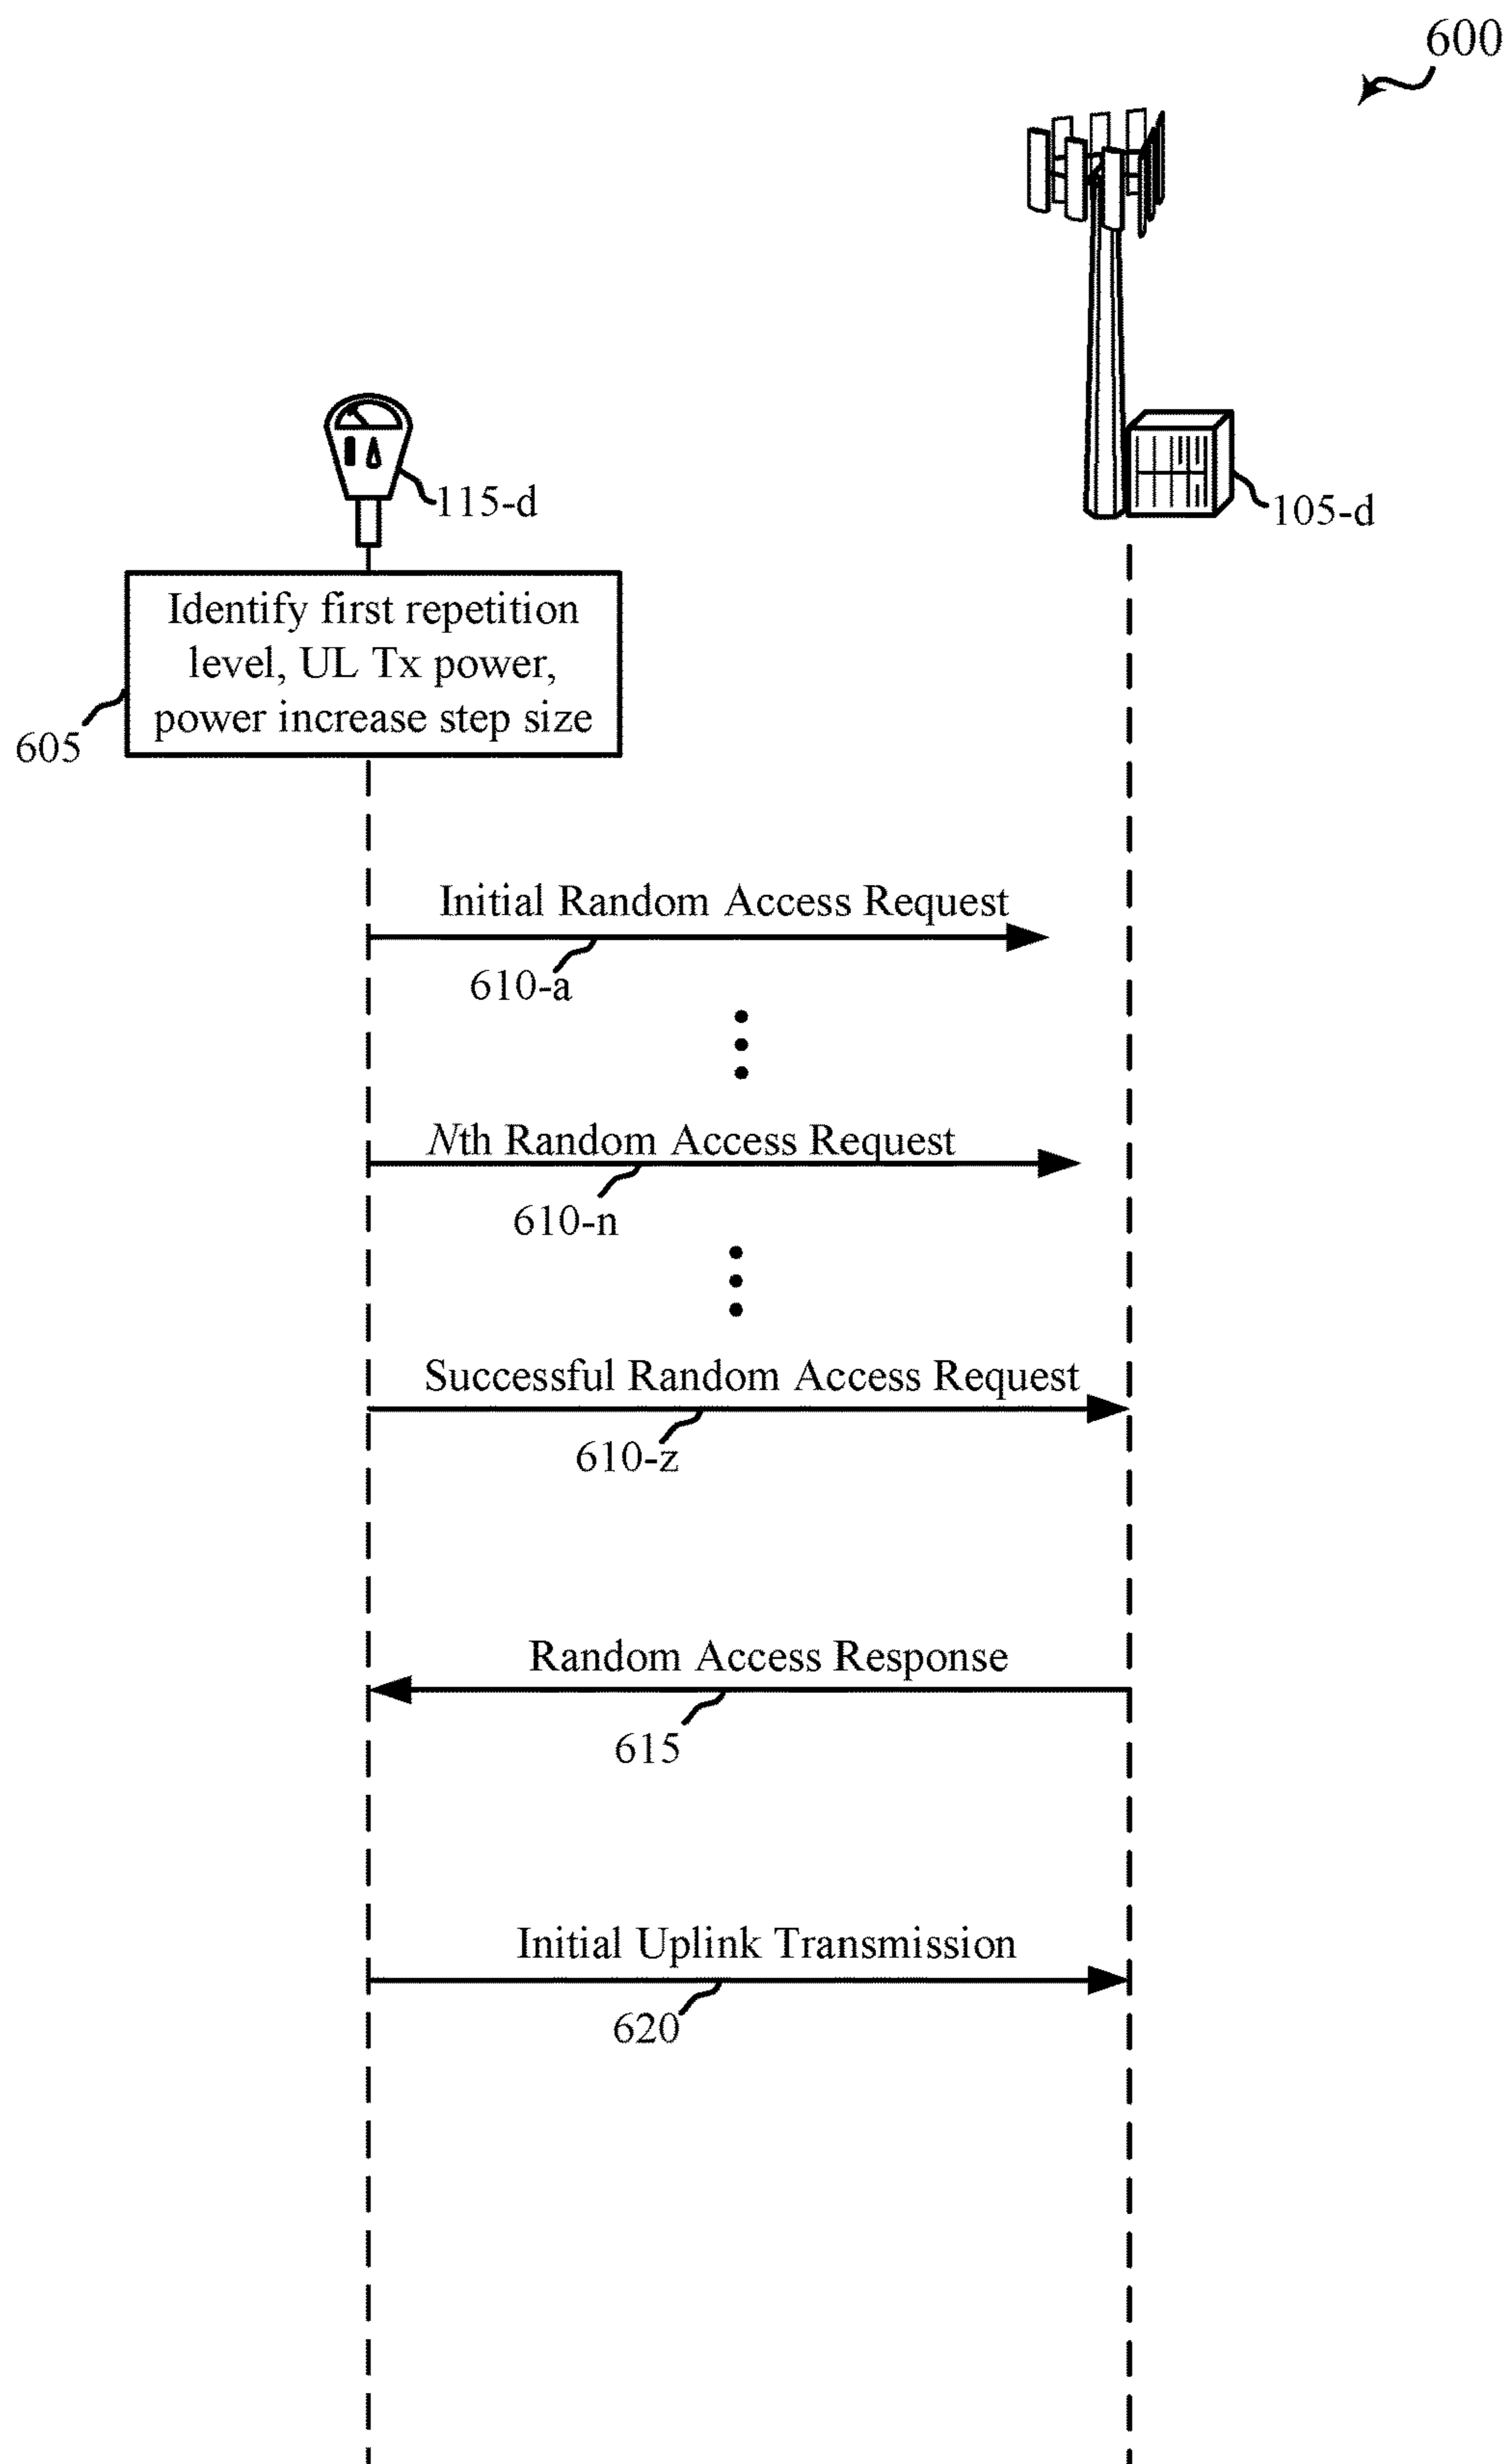 600
115-d
105-d
Identify first repetition
level, UL Tx power,
power increase step size
605
Initial Random Access Request
610-a
Nth Random Access Request
610-n
Successful Random Access Request
610-z
Random Access Response
615
Initial Uplink Transmission
620